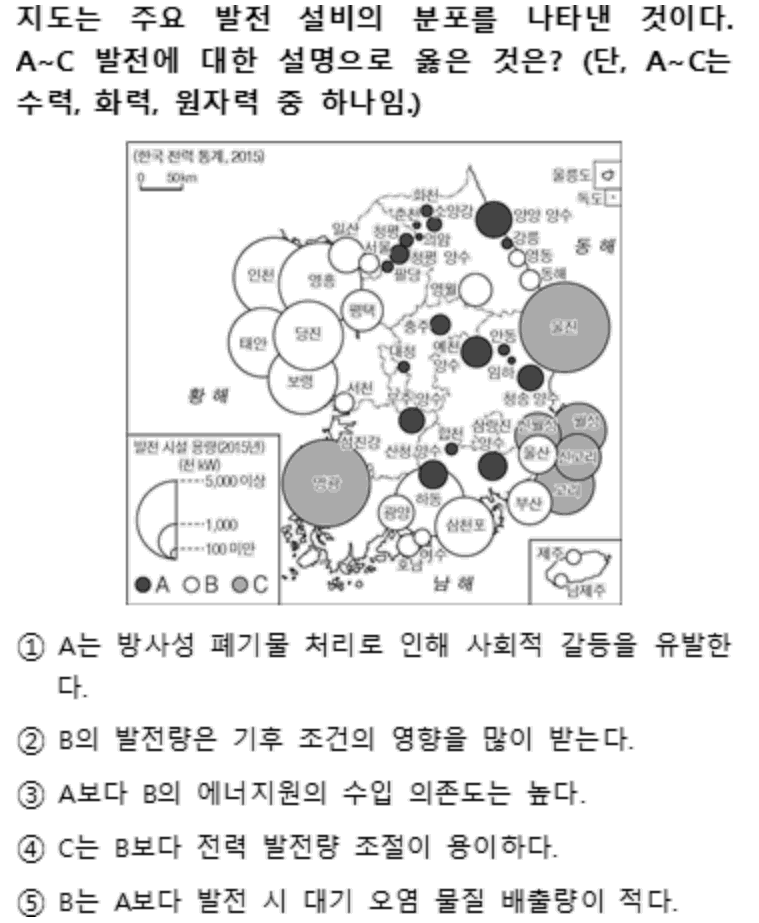 지도는 주요 발전 설비의 분포를 나타낸 것이다.
A~C 발전에 대한 설명으로 옳은 것은? (단, A~C는
수력, 화력, 원자력 중 하나임.)
(한국 전력 통계, 2015)
0 50km
울릉도
독도
화천
춘천 소양강
양양 양수
일산 청평 의암
강릉
서울 청평 양수
영동
동해
팔당
동해
인천
영흥
영월
평택
울진
충주
안동
태안
당진
대청
예천
양수
임하
보령
청송 양수
황해
서천
무주 양수
신월성
월성
합천
삼랑진
양수
섬진강
산청 양수
울산
신고리
영광
고리
하동
부산
광양
삼천포
여수
호남
남해
제주
남제주
발전 시설 용량(2015년)
(천 kW)
5,000 이상
1,000
100 미만
A B C
① A는 방사성 폐기물 처리로 인해 사회적 갈등을 유발한
다.
② B의 발전량은 기후 조건의 영향을 많이 받는다.
③ A보다 B의 에너지원의 수입 의존도는 높다.
④ C는 B보다 전력 발전량 조절이 용이하다.
⑤ B는 A보다 발전 시 대기 오염 물질 배출량이 적다.